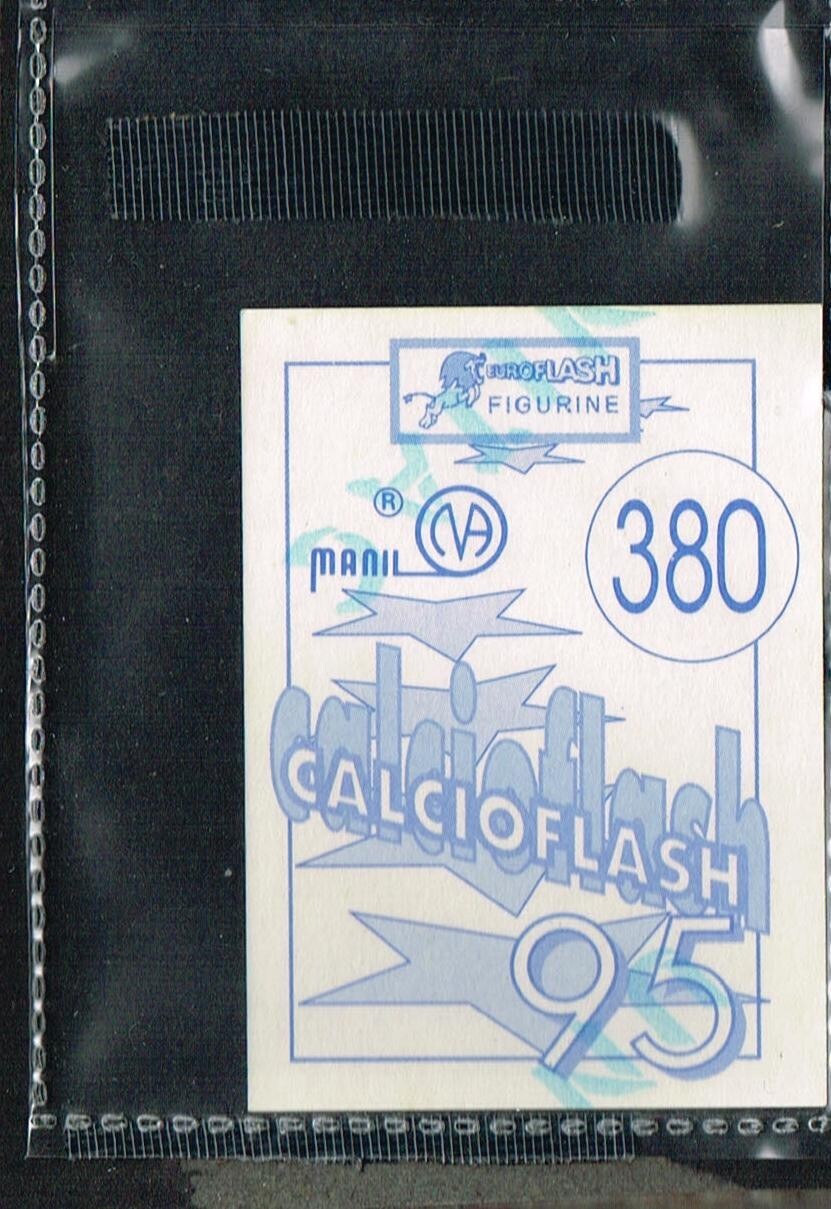 EUROFLASH
FIGURINE
®
MANIL
380
calcioflash
CALCIOFLASH
95